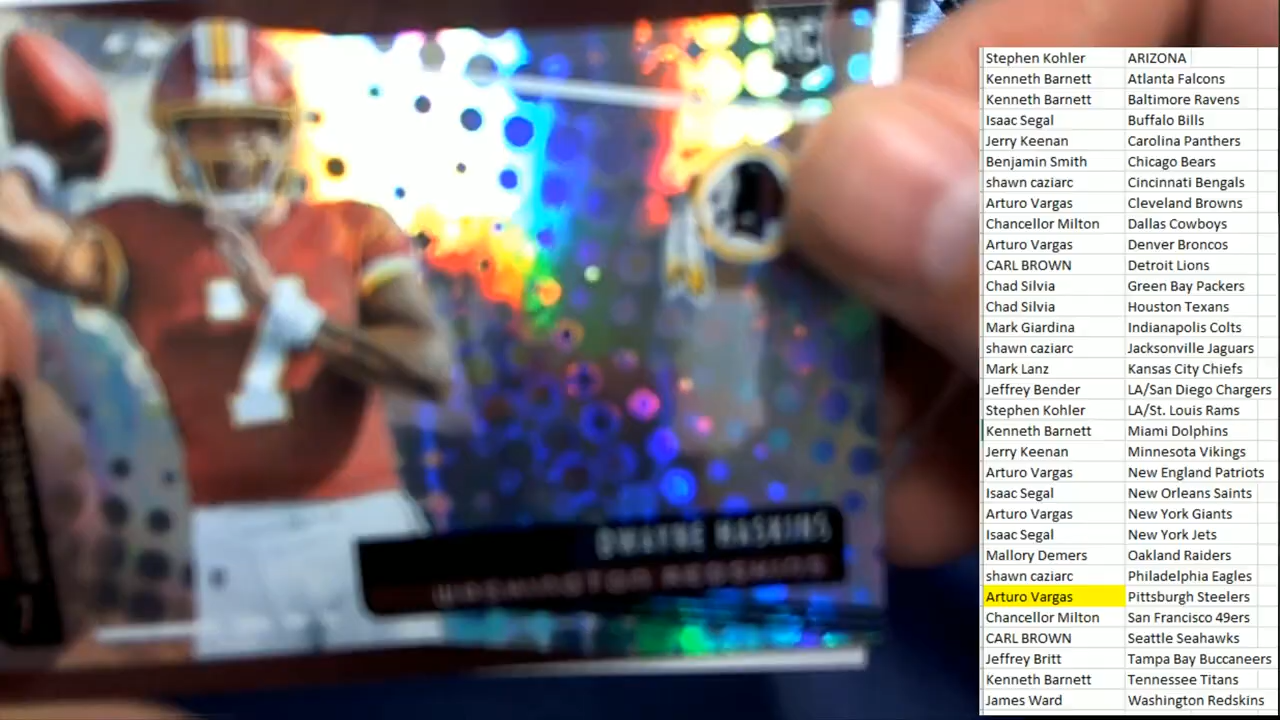 RC
7
DWAYNE HASKINS
WASHINGTON REDSKINS
Stephen Kohler ARIZONA
Kenneth Barnett Atlanta Falcons
Kenneth Barnett Baltimore Ravens
Isaac Segal Buffalo Bills
Jerry Keenan Carolina Panthers
Benjamin Smith Chicago Bears
shawn caziarc Cincinnati Bengals
Arturo Vargas Cleveland Browns
Chancellor Milton Dallas Cowboys
Arturo Vargas Denver Broncos
CARL BROWN Detroit Lions
Chad Silvia Green Bay Packers
Chad Silvia Houston Texans
Mark Giardina Indianapolis Colts
shawn caziarc Jacksonville Jaguars
Mark Lanz Kansas City Chiefs
Jeffrey Bender LA/San Diego Chargers
Stephen Kohler LA/St. Louis Rams
Kenneth Barnett Miami Dolphins
Jerry Keenan Minnesota Vikings
Arturo Vargas New England Patriots
Isaac Segal New Orleans Saints
Arturo Vargas New York Giants
Isaac Segal New York Jets
Mallory Demers Oakland Raiders
shawn caziarc Philadelphia Eagles
Arturo Vargas Pittsburgh Steelers
Chancellor Milton San Francisco 49ers
CARL BROWN Seattle Seahawks
Jeffrey Britt Tampa Bay Buccaneers
Kenneth Barnett Tennessee Titans
James Ward Washington Redskins